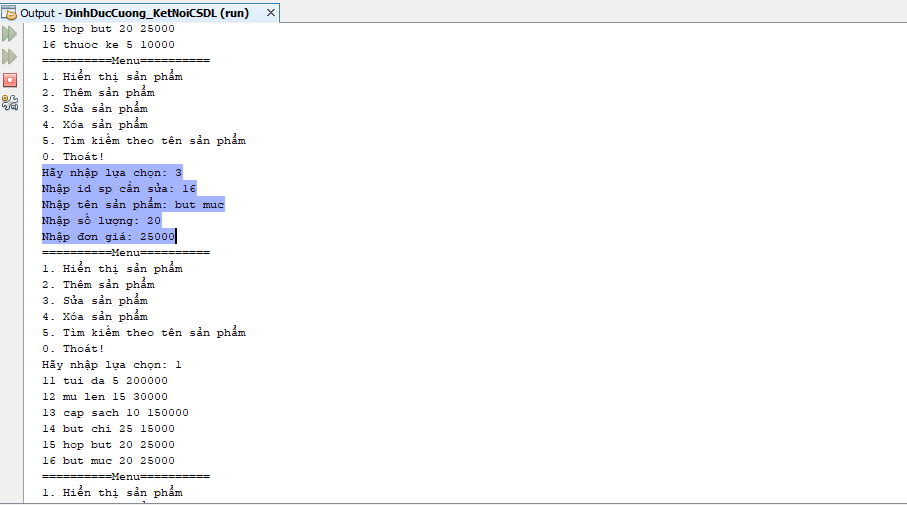 Output - DinhDucCuong_KetNoiCSDL (run)
15 hop but 20 25000
16 thuoc ke 5 10000
==========Menu==========
1. Hiển thị sản phẩm
2. Thêm sản phẩm
3. Sửa sản phẩm
4. Xóa sản phẩm
5. Tìm kiếm theo tên sản phẩm
0. Thoát!
Hãy nhập lựa chọn: 3
Nhập id sp cần sửa: 16
Nhập tên sản phẩm: but muc
Nhập số lượng: 20
Nhập đơn giá: 25000
==========Menu==========
1. Hiển thị sản phẩm
2. Thêm sản phẩm
3. Sửa sản phẩm
4. Xóa sản phẩm
5. Tìm kiếm theo tên sản phẩm
0. Thoát!
Hãy nhập lựa chọn: 1
11 tui da 5 200000
12 mu len 15 30000
13 cap sach 10 150000
14 but chi 25 15000
15 hop but 20 25000
16 but muc 20 25000
==========Menu==========
1. Hiển thị sản phẩm